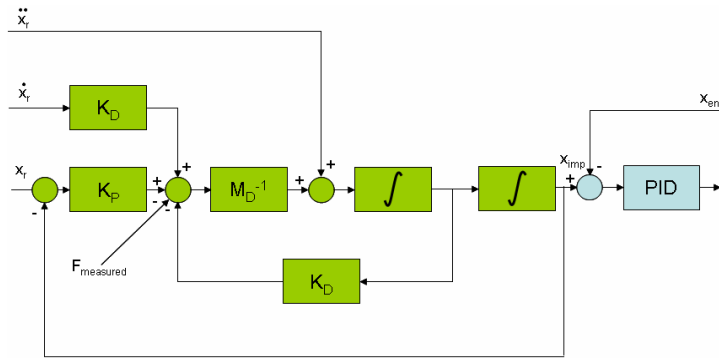 ẍr
ẋr
KD
xr
KP
+
+
-
-
-
Fmeasured
MD-1
+
+
∫
∫
KD
ximp
+
-
xen
PID